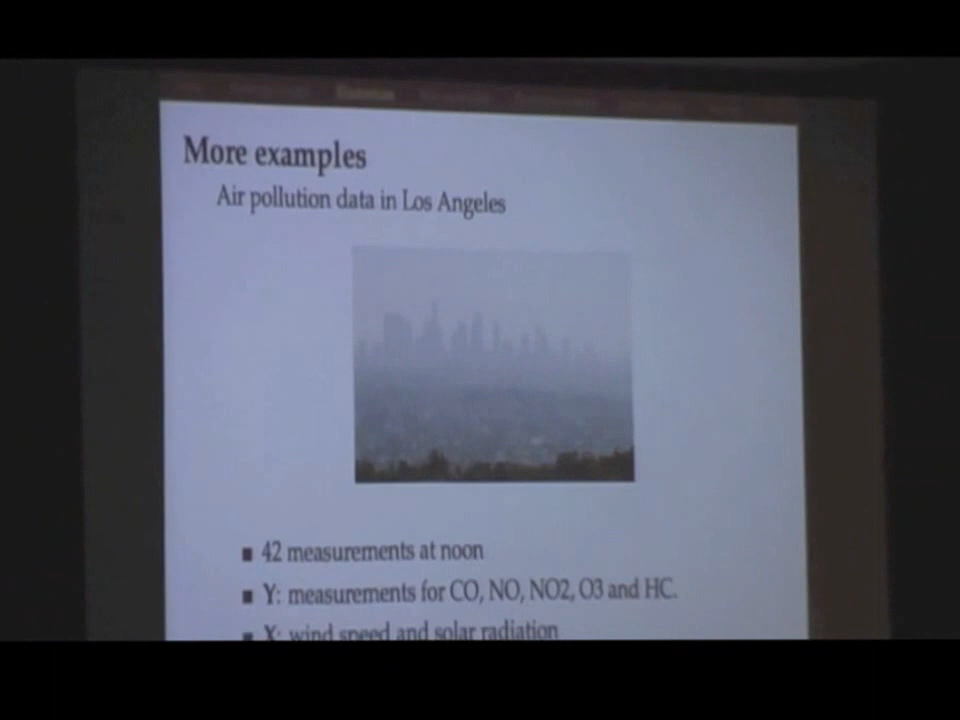 More examples
Air pollution data in Los Angeles
42 measurements at noon
Y: measurements for CO, NO, NO2, O3 and HC.
X: wind speed and solar radiation